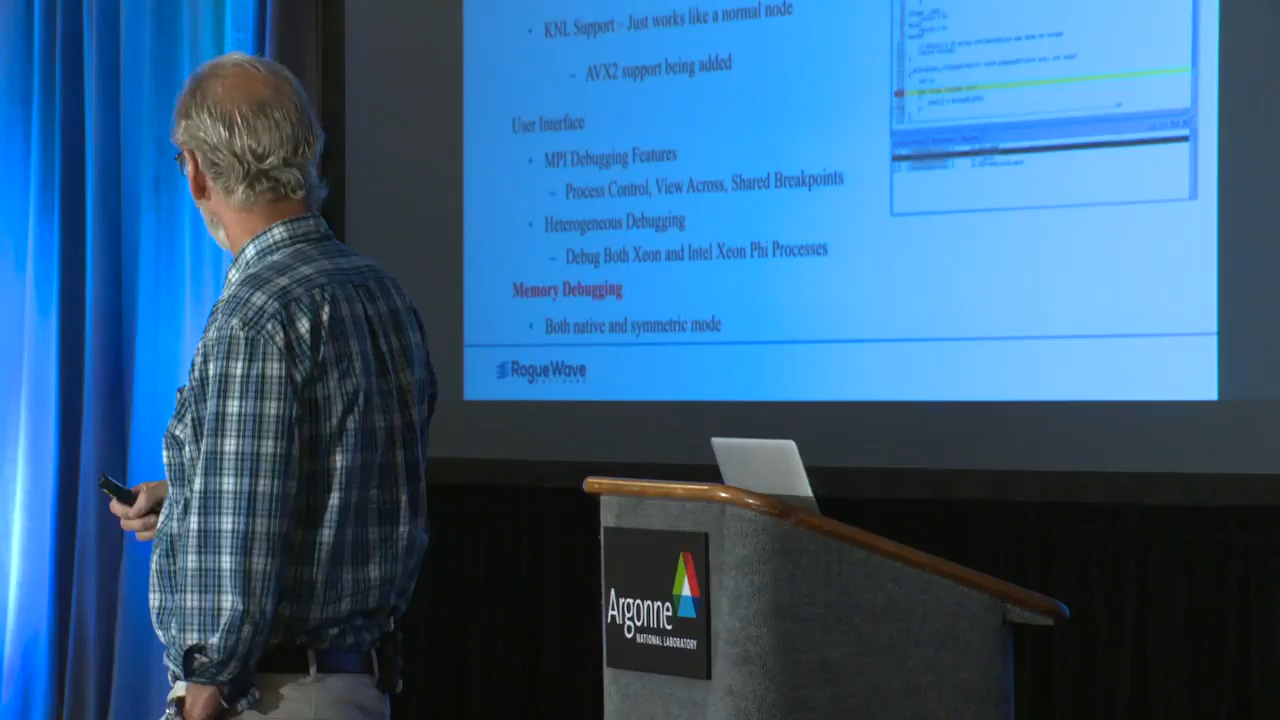 • KNL Support - Just works like a normal node
– AVX2 support being added
User Interface
• MPI Debugging Features
– Process Control, View Across, Shared Breakpoints
• Heterogeneous Debugging
– Debug Both Xeon and Intel Xeon Phi Processes
Memory Debugging
• Both native and symmetric mode
RogueWave
SOFTWARE
Argonne
NATIONAL LABORATORY